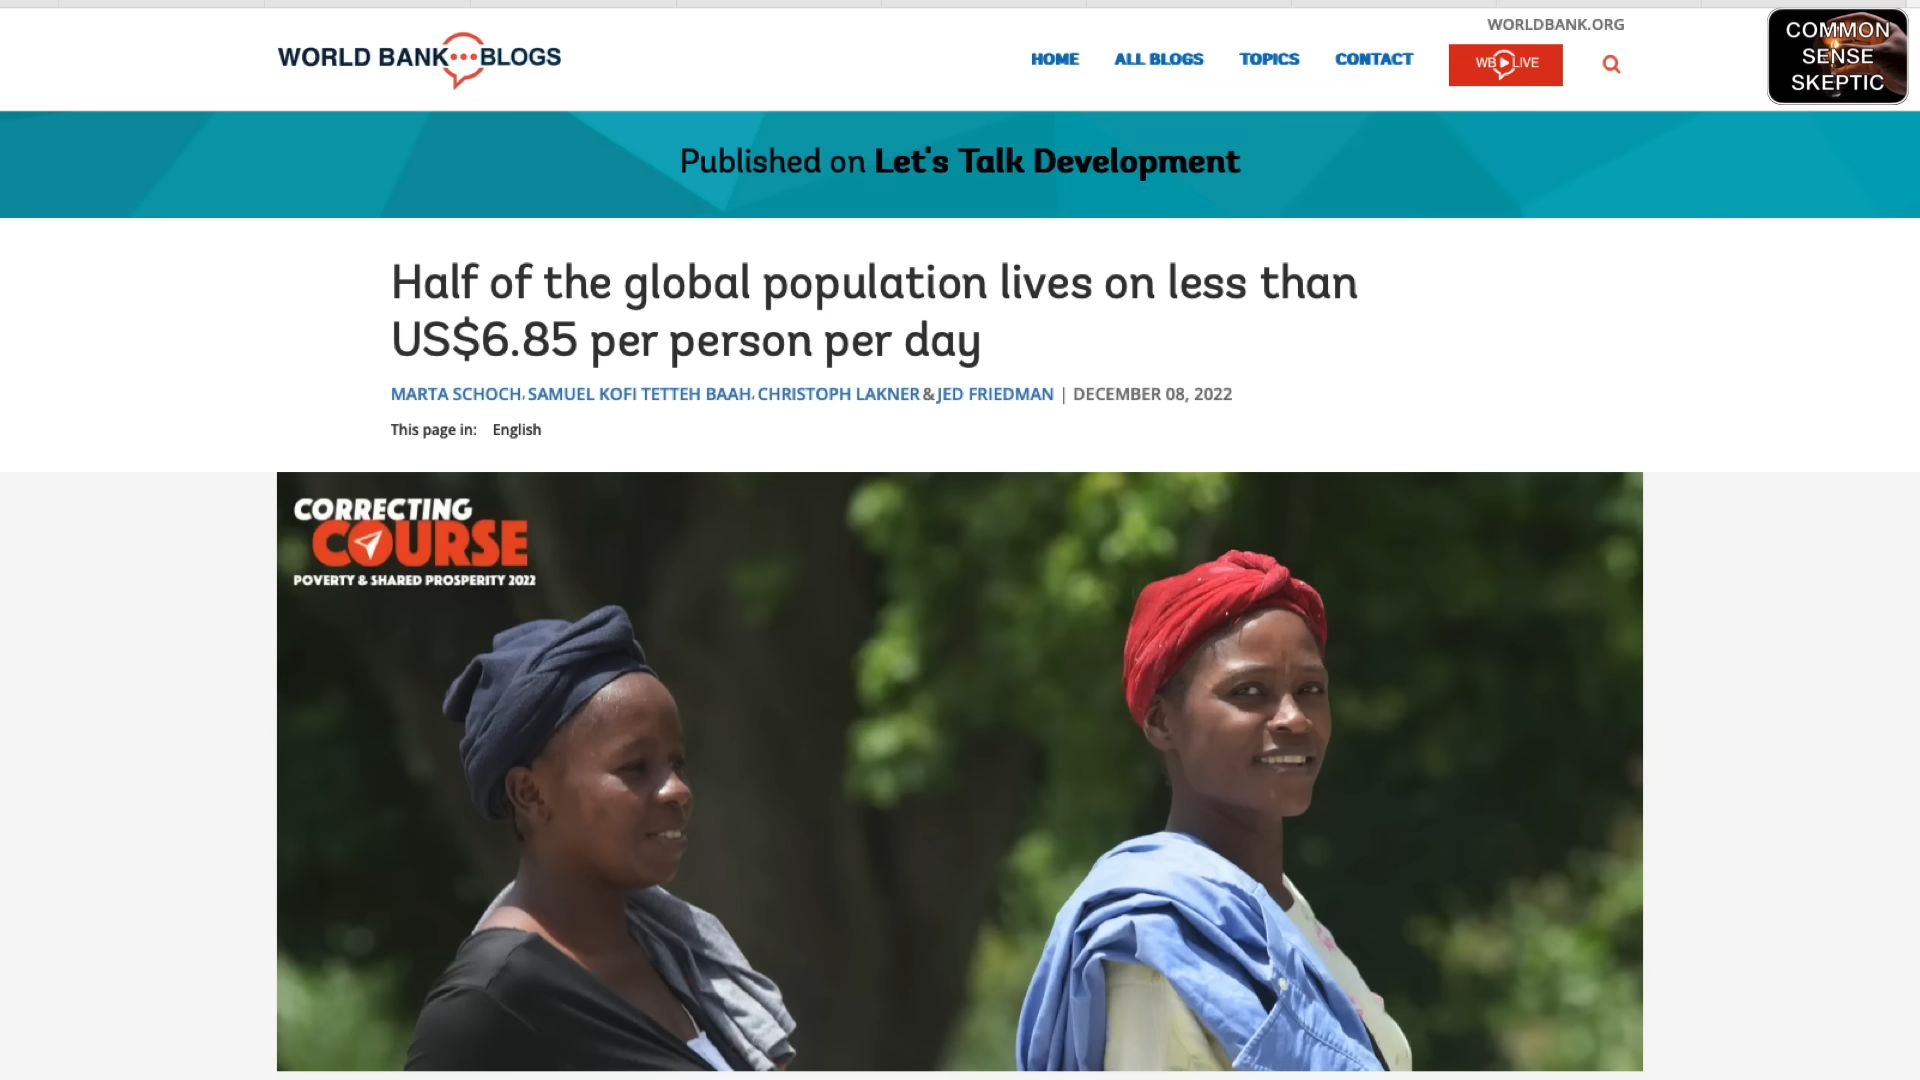 WORLDBANK.ORG
COMMON
SENSE
SKEPTIC
WORLD BANK BLOGS
HOME ALL BLOGS TOPICS CONTACT WB LIVE
Published on Let's Talk Development
Half of the global population lives on less than
US$6.85 per person per day
MARTA SCHOCH, SAMUEL KOFI TETTEH BAAH, CHRISTOPH LAKNER & JED FRIEDMAN | DECEMBER 08, 2022
This page in: English
CORRECTING
COURSE
POVERTY & SHARED PROSPERITY 2022